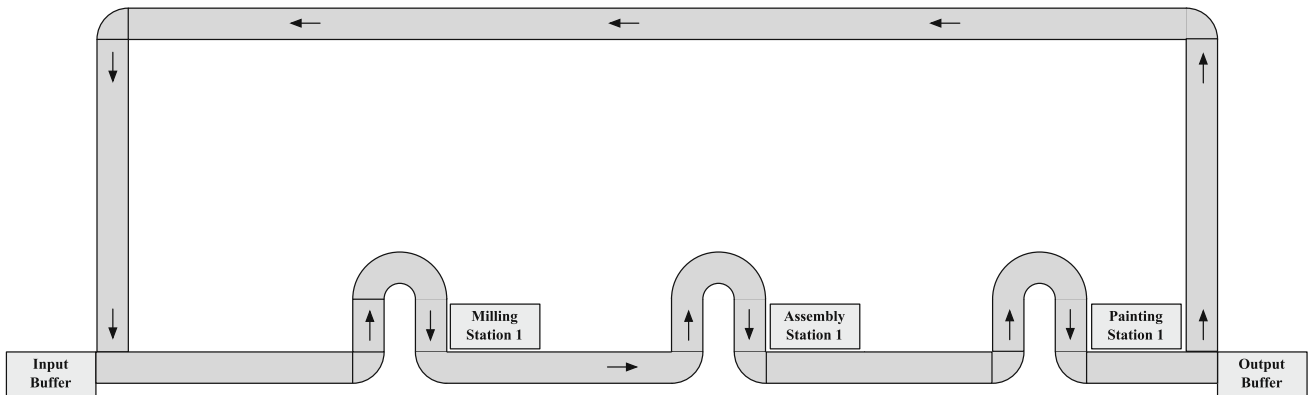 Milling
Station 1
Assembly
Station 1
Painting
Station 1
Input
Buffer
Output
Buffer